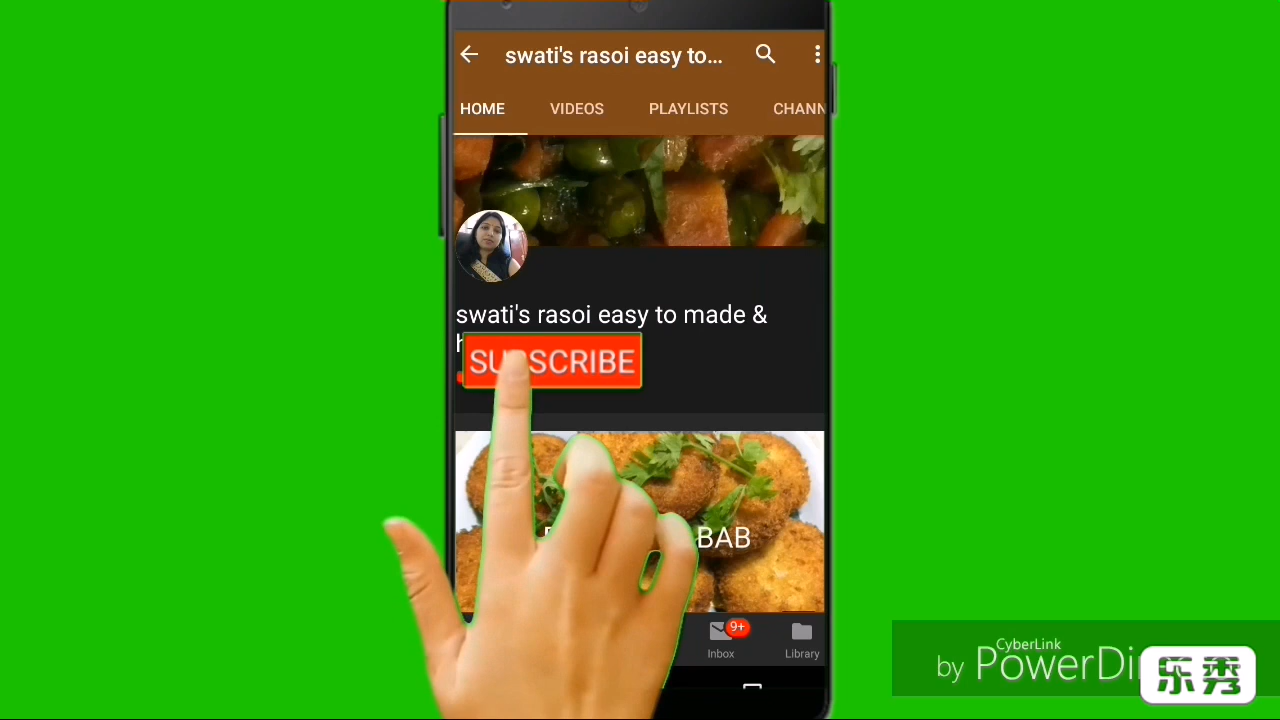 swati's rasoi easy to...
HOME VIDEOS PLAYLISTS CHANN
swati's rasoi easy to made &
SUBSCRIBE
BAB
9+
Inbox Library
CyberLink
by PowerDi
乐秀